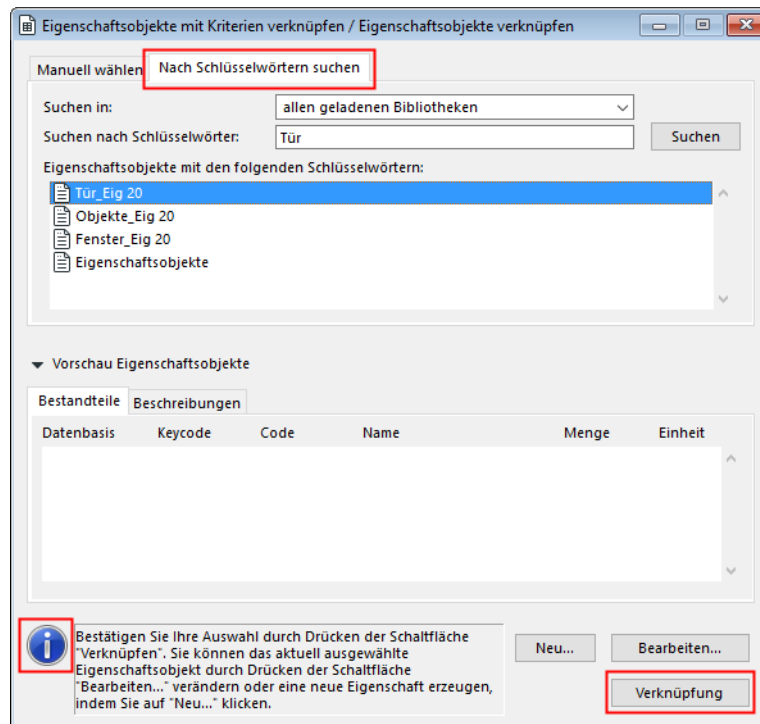 Eigenschaftsobjekte mit Kriterien verknüpfen / Eigenschaftsobjekte verknüpfen
Manuell wählen Nach Schlüsselwörtern suchen
Suchen in: allen geladenen Bibliotheken
Suchen nach Schlüsselwörter: Tür Suchen
Eigenschaftsobjekte mit den folgenden Schlüsselwörtern:
Tür_Eig 20
Objekte_Eig 20
Fenster_Eig 20
Eigenschaftsobjekte
Vorschau Eigenschaftsobjekte
Bestandteile Beschreibungen
Datenbasis Keycode Code Name Menge Einheit
Bestätigen Sie Ihre Auswahl durch Drücken der Schaltfläche
"Verknüpfen". Sie können das aktuell ausgewählte
Eigenschaftsobjekt durch Drücken der Schaltfläche
"Bearbeiten..." verändern oder eine neue Eigenschaft erzeugen,
indem Sie auf "Neu..." klicken.
Neu... Bearbeiten...
Verknüpfung